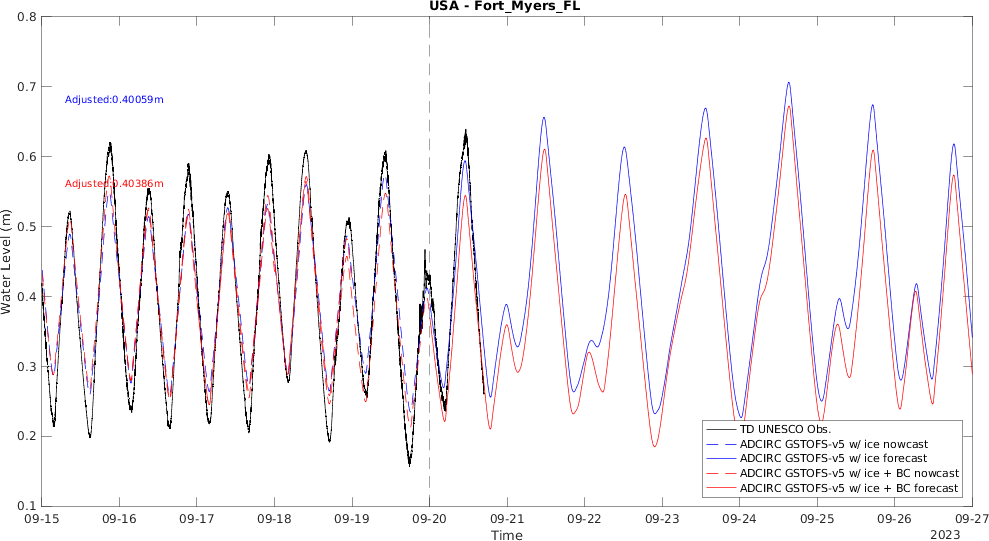 USA - Fort_Myers_FL
0.8
0.7
0.6
0.5
0.4
0.3
0.2
0.1
Water Level (m)
Adjusted:0.40059m
Adjusted:0.40386m
TD UNESCO Obs.
ADCIRC GSTOFS-v5 w/ ice nowcast
ADCIRC GSTOFS-v5 w/ ice forecast
ADCIRC GSTOFS-v5 w/ ice + BC nowcast
ADCIRC GSTOFS-v5 w/ ice + BC forecast
09-15 09-16 09-17 09-18 09-19 09-20 09-21 09-22 09-23 09-24 09-25 09-26 09-27
Time
2023